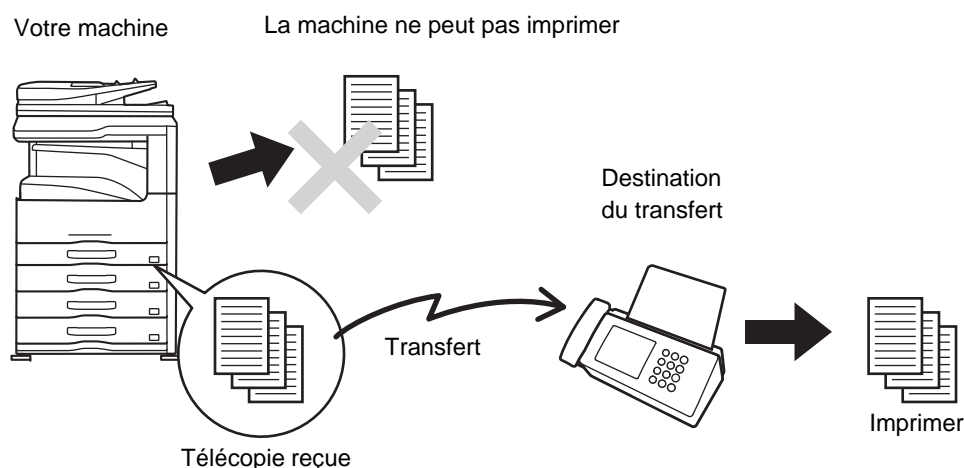 Votre machine
La machine ne peut pas imprimer
Destination
du transfert
Transfert
Imprimer
Télécopie reçue